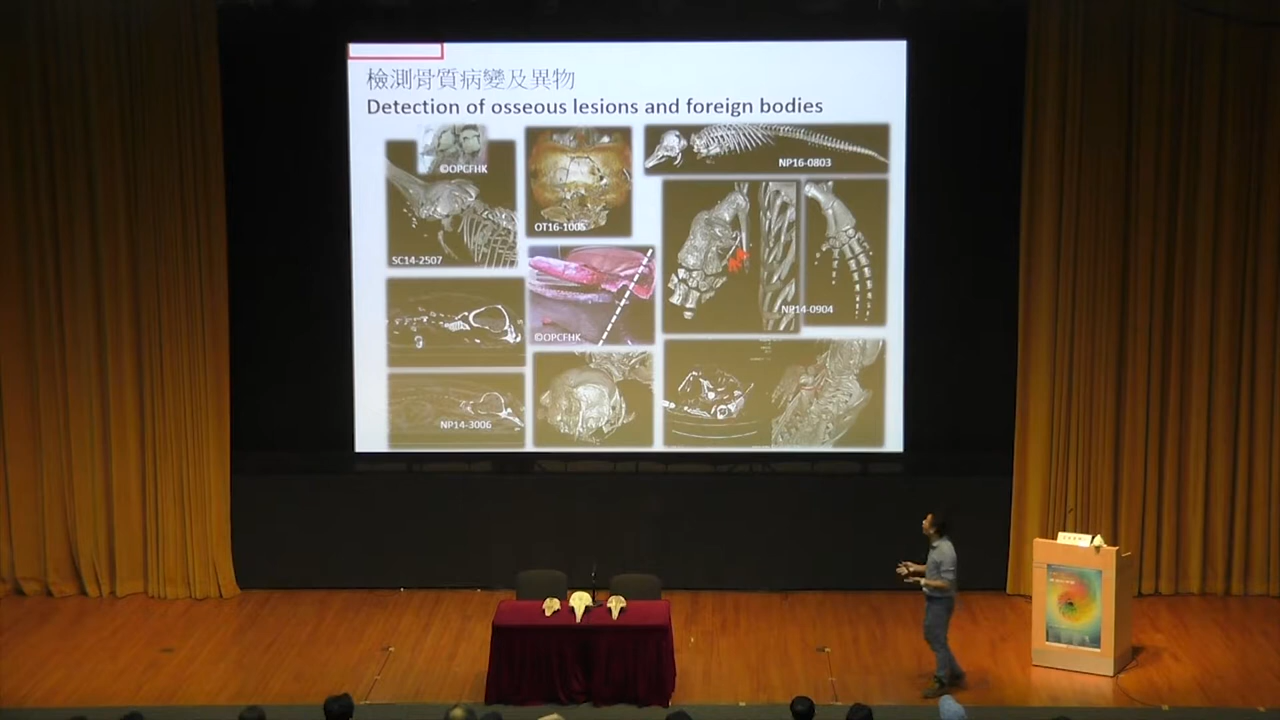 檢測骨質病變及異物
Detection of osseous lesions and foreign bodies
©OPCFHK
SC14-2507
OT16-1005
NP16-0803
NP14-0904
©OPCFHK
NP14-3006